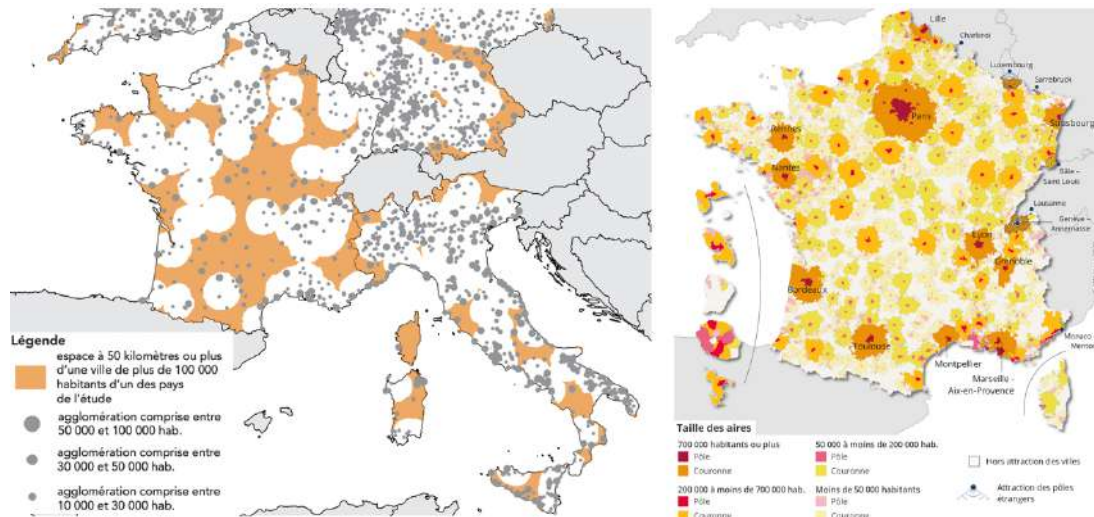 Légende
espace à 50 kilomètres ou plus
d'une ville de plus de 100 000
habitants d'un des pays
de l'étude
agglomération comprise entre
50 000 et 100 000 hab.
agglomération comprise entre
30 000 et 50 000 hab.
agglomération comprise entre
10 000 et 30 000 hab.
Lille
Charleroi
Luxembourg
Sarrebruck
Paris
Strasbourg
Rennes
Nantes
Bâle –
Saint Louis
Lausanne
Genève –
Annemasse
Lyon
Grenoble
Bordeaux
Toulouse
Montpellier
Marseille -
Aix-en-Provence
Monaco
Taille des aires
700 000 habitants ou plus
Pôle
Couronne
200 000 à moins de 700 000 hab.
Pôle
Couronne
50 000 à moins de 200 000 hab.
Pôle
Couronne
Moins de 50 000 habitants
Pôle
Couronne
Hors attraction des villes
Attraction des pôles
étrangers